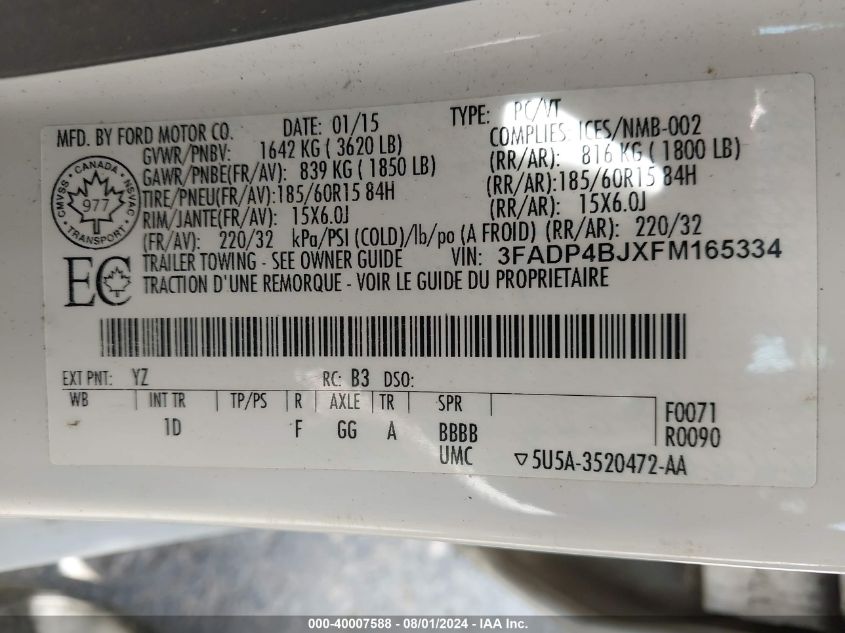 MFD. BY FORD MOTOR CO. DATE: 01/15 TYPE: PC/VT
GVWR/PNBV: 1642 KG ( 3620 LB) COMPLIES ICES/NMB-002
GAWR/PNBE(FR/AV): 839 KG ( 1850 LB) (RR/AR): 816 KG ( 1800 LB)
TIRE/PNEU(FR/AV):185/60R15 84H (RR/AR):185/60R15 84H
RIM/JANTE(FR/AV): 15X6.0J (RR/AR): 15X6.0J
(FR/AV): 220/32 kPa/PSI (COLD)/lb/po (A FROID) (RR/AR): 220/32
TRAILER TOWING - SEE OWNER GUIDE VIN: 3FADP4BJXFM165334
TRACTION D'UNE REMORQUE - VOIR LE GUIDE DU PROPRIETAIRE
CANADA
CMVSS NSVAC
977
TRANSPORT
EC
EXT PNT: YZ RC: B3 DSO:
WB INT TR TP/PS R AXLE TR SPR
1D F GG A BBBB
UMC
F0071
R0090
▽5U5A-3520472-AA
000-40007588 - 08/01/2024 - IAA Inc.